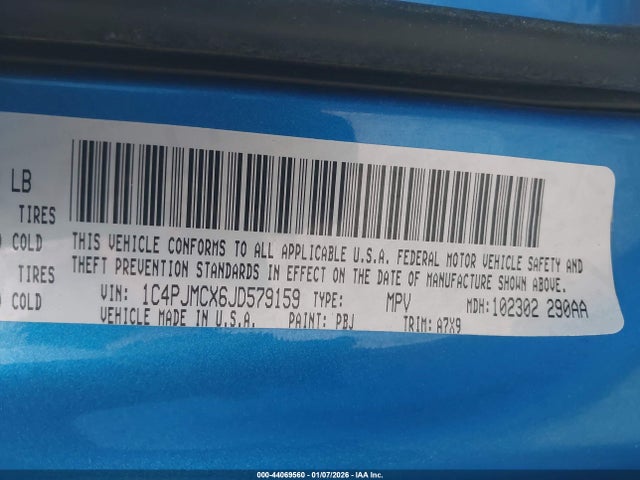 LB
TIRES
COLD
TIRES
COLD
THIS VEHICLE CONFORMS TO ALL APPLICABLE U.S.A. FEDERAL MOTOR VEHICLE SAFETY AND
THEFT PREVENTION STANDARDS IN EFFECT ON THE DATE OF MANUFACTURE SHOWN ABOVE.
VIN: 1C4PJMCX6JD579159 TYPE: MPV MDH: 102302 290AA
VEHICLE MADE IN U.S.A. PAINT: PBJ TRIM: A7X9
000-44069560 - 01/07/2026 - IAA Inc.